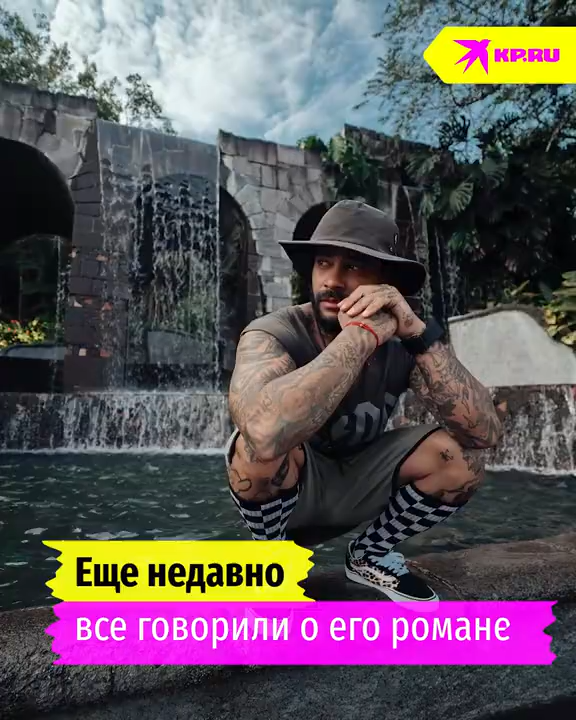 KP.RU
Еще недавно
все говорили о его романе